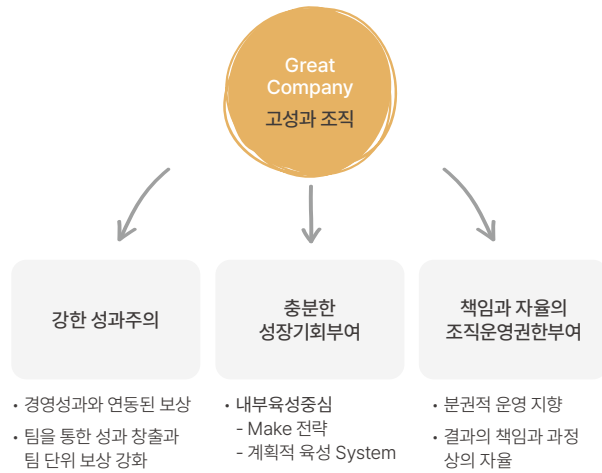 Great
Company
고성과 조직
강한 성과주의
충분한
성장기회부여
책임과 자율의
조직운영권한부여
• 경영성과와 연동된 보상
• 팀을 통한 성과 창출과
팀 단위 보상 강화
• 내부육성중심
- Make 전략
- 계획적 육성 System
• 분권적 운영 지향
• 결과의 책임과 과정
상의 자율